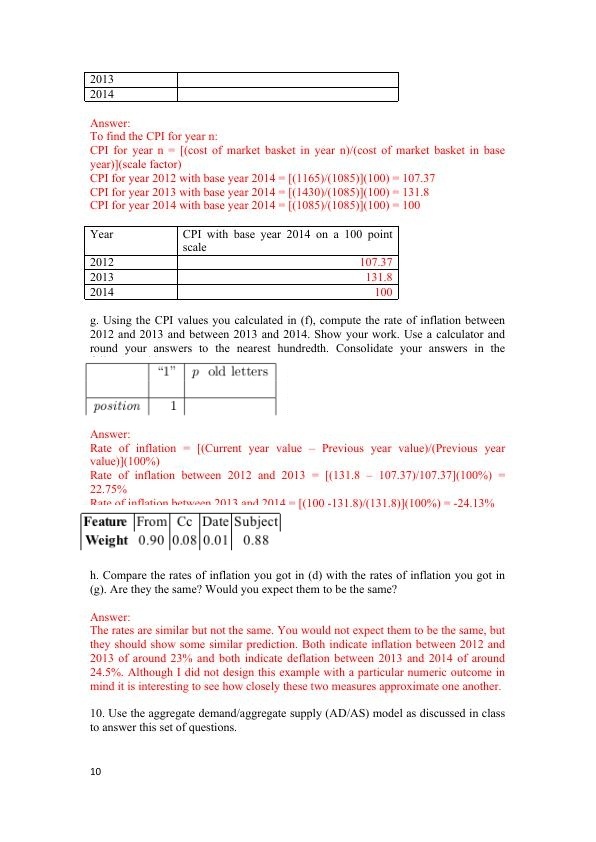 2013
2014
Answer:
To find the CPI for year n:
CPI for year n = [(cost of market basket in year n)/(cost of market basket in base
year)](scale factor)
CPI for year 2012 with base year 2014 = [(1165)/(1085)](100) = 107.37
CPI for year 2013 with base year 2014 = [(1430)/(1085)](100) = 131.8
CPI for year 2014 with base year 2014 = [(1085)/(1085)](100) = 100
Year CPI with base year 2014 on a 100 point
scale
2012 107.37
2013 131.8
2014 100
g. Using the CPI values you calculated in (f), compute the rate of inflation between
2012 and 2013 and between 2013 and 2014. Show your work. Use a calculator and
round your answers to the nearest hundredth. Consolidate your answers in the
“1” p old letters
position 1
Answer:
Rate of inflation = [(Current year value – Previous year value)/(Previous year
value)](100%)
Rate of inflation between 2012 and 2013 = [(131.8 – 107.37)/107.37](100%) =
22.75%
Rate of inflation between 2013 and 2014 = [(100 -131.8)/(131.8)](100%) = -24.13%
Feature From Cc Date Subject
Weight 0.90 0.08 0.01 0.88
h. Compare the rates of inflation you got in (d) with the rates of inflation you got in
(g). Are they the same? Would you expect them to be the same?
Answer:
The rates are similar but not the same. You would not expect them to be the same, but
they should show some similar prediction. Both indicate inflation between 2012 and
2013 of around 23% and both indicate deflation between 2013 and 2014 of around
24.5%. Although I did not design this example with a particular numeric outcome in
mind it is interesting to see how closely these two measures approximate one another.
10. Use the aggregate demand/aggregate supply (AD/AS) model as discussed in class
to answer this set of questions.
10